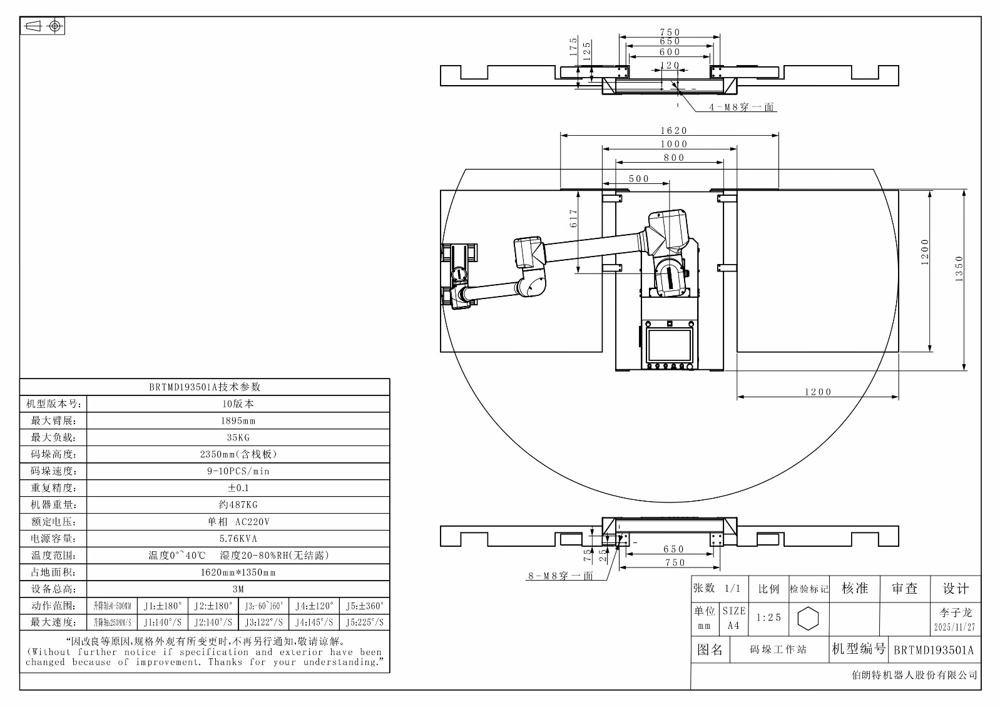 750
650
600
120
175
125
4-M8穿一面
1620
1000
800
500
617
1200
1350
1200
BRTMD193501A技术参数
机型版本号: 10版本
最大臂展: 1895mm
最大负载: 35KG
码垛高度: 2350mm(含栈板)
码垛速度: 9-10PCS/min
重复精度: ±0.1
机器重量: 约487KG
额定电压: 单相 AC220V
电源容量: 5.76KVA
温度范围: 温度0°~40℃ 湿度20-80%RH(无结露)
占地面积: 1620mm*1350mm
设备总高: 3M
动作范围: 升降轴:0-500MM J1:±180° J2:±180° J3:-60~160° J4:±120° J5:±360°
最大速度: 升降轴:250MM/S J1:140°/S J2:140°/S J3:122°/S J4:145°/S J5:225°/S
“因改良等原因,规格外观有所变更时,不再另行通知,敬请谅解。
(Without further notice if specification and exterior have been
changed because of improvement. Thanks for your understanding.”
75
25
650
750
8-M8穿一面
张数 1/1 比例 检验标记 核准 审查 设计
单位 mm SIZE A4 1:25 李子龙
2025/11/27
图名 码垛工作站 机型编号 BRTMD193501A
伯朗特机器人股份有限公司